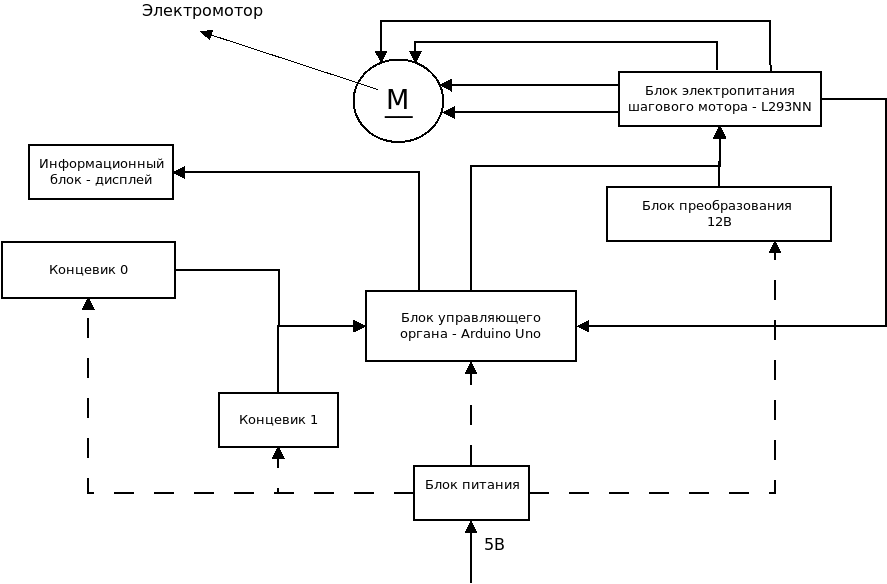 Электромотор
М
Блок электропитания
шагового мотора - L293NN
Информационный
блок - дисплей
Блок преобразования
12В
Концевик 0
Блок управляющего
органа - Arduino Uno
Концевик 1
Блок питания
5В